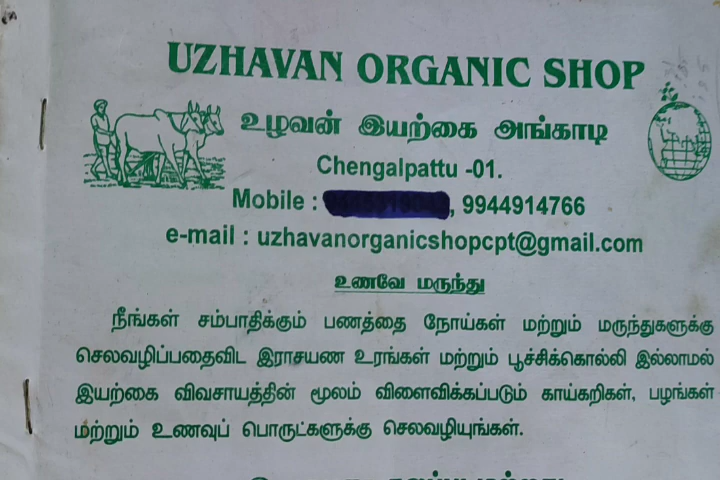 UZHAVAN ORGANIC SHOP
உழவன் இயற்கை அங்காடி
Chengalpattu -01.
Mobile : , 9944914766
e-mail : uzhavanorganicshopcpt@gmail.com
உணவே மருந்து
நீங்கள் சம்பாதிக்கும் பணத்தை நோய்கள் மற்றும் மருந்துகளுக்கு
செலவழிப்பதைவிட இராசயண உரங்கள் மற்றும் பூச்சிக்கொல்லி இல்லாமல்
இயற்கை விவசாயத்தின் மூலம் விளைவிக்கப்படும் காய்கறிகள், பழங்கள்
மற்றும் உணவுப் பொருட்களுக்கு செலவழியுங்கள்.